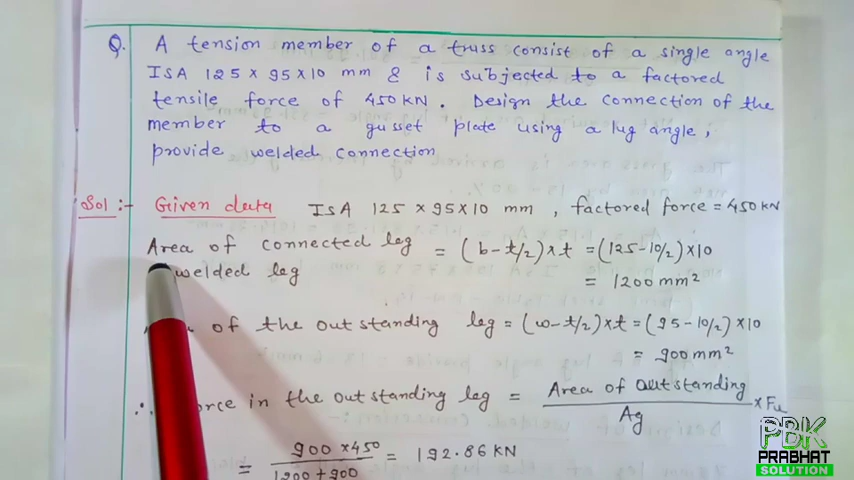 Q. A tension member of a truss consist of a single angle
ISA 125 × 95 × 10 mm & is subjected to a factored
tensile force of 450 KN. Design the connection of the
member to a gusset plate using a lug angle,
provide welded connection
Sol :- Given data ISA 125 × 95 × 10 mm, factored force = 450 KN
Area of connected leg = (b - t/2) × t = (125 - 10/2) × 10
welded leg = 1200 mm²
of the outstanding leg = (w - t/2) × t = (95 - 10/2) × 10
= 900 mm²
∴ orce in the outstanding leg = Area of outstanding / Ag × Fu
= 900 × 450 / 1200 + 900 = 192.86 KN
PBK
PRABHAT
SOLUTION